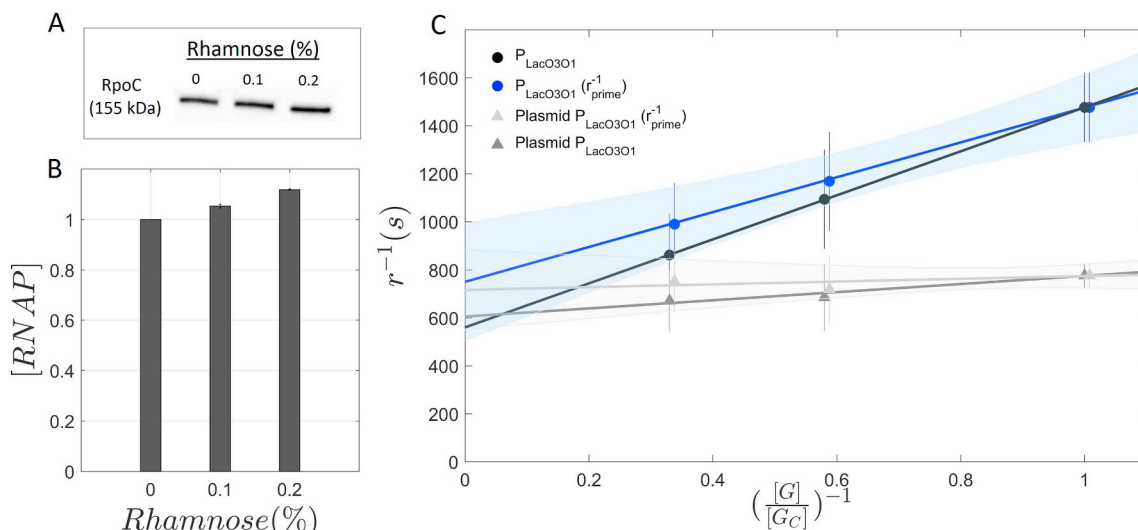 A
Rhamnose (%)
0 0.1 0.2
RpoC
(155 kDa)
B
[RNAP]
1
0.8
0.6
0.4
0.2
0
0 0.1 0.2
Rhamnose(%)
C
P_LacO3O1
P_LacO3O1 (r^-1_prime)
Plasmid P_LacO3O1 (r^-1_prime)
Plasmid P_LacO3O1
r^-1(s)
1600
1400
1200
1000
800
600
400
200
0
0 0.2 0.4 0.6 0.8 1
([G]/[G_C])^-1